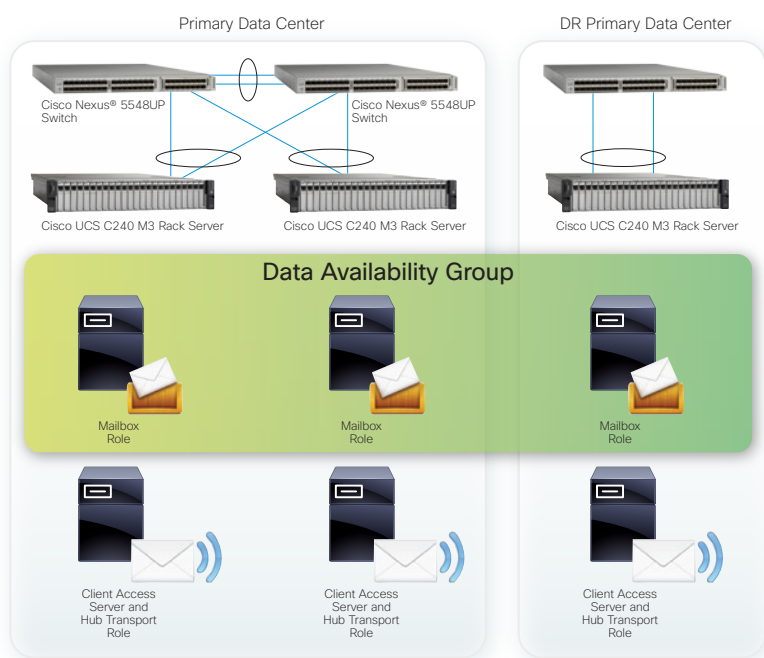 Primary Data Center
DR Primary Data Center
Cisco Nexus® 5548UP
Switch
Cisco Nexus® 5548UP
Switch
Cisco UCS C240 M3 Rack Server
Cisco UCS C240 M3 Rack Server
Cisco UCS C240 M3 Rack Server
Data Availability Group
Mailbox
Role
Mailbox
Role
Mailbox
Role
Client Access
Server and
Hub Transport
Role
Client Access
Server and
Hub Transport
Role
Client Access
Server and
Hub Transport
Role